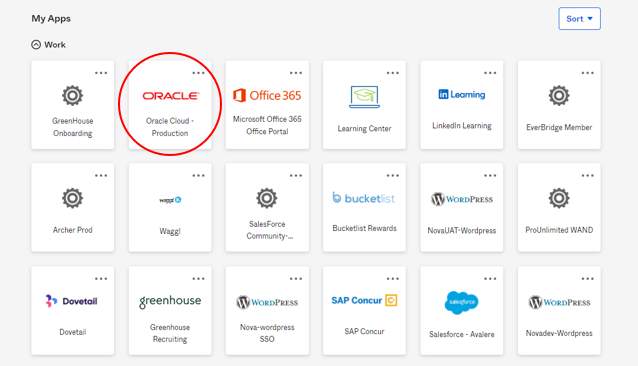 My Apps
Sort
Work
GreenHouse
Onboarding
ORACLE
Oracle Cloud -
Production
Office 365
Microsoft Office 365
Office Portal
Learning Center
in Learning
LinkedIn Learning
EverBridge Member
Archer Prod
waggl
Waggl
SalesForce
Community-...
bucketlist
Bucketlist Rewards
WORDPRESS
NovaUAT-Wordpress
ProUnlimited WAND
Dovetail
Dovetail
greenhouse
Greenhouse
Recruiting
WORDPRESS
Nova-wordpress
SSO
SAP Concur
SAP Concur
salesforce
Salesforce - Avalere
WORDPRESS
Novadev-Wordpress